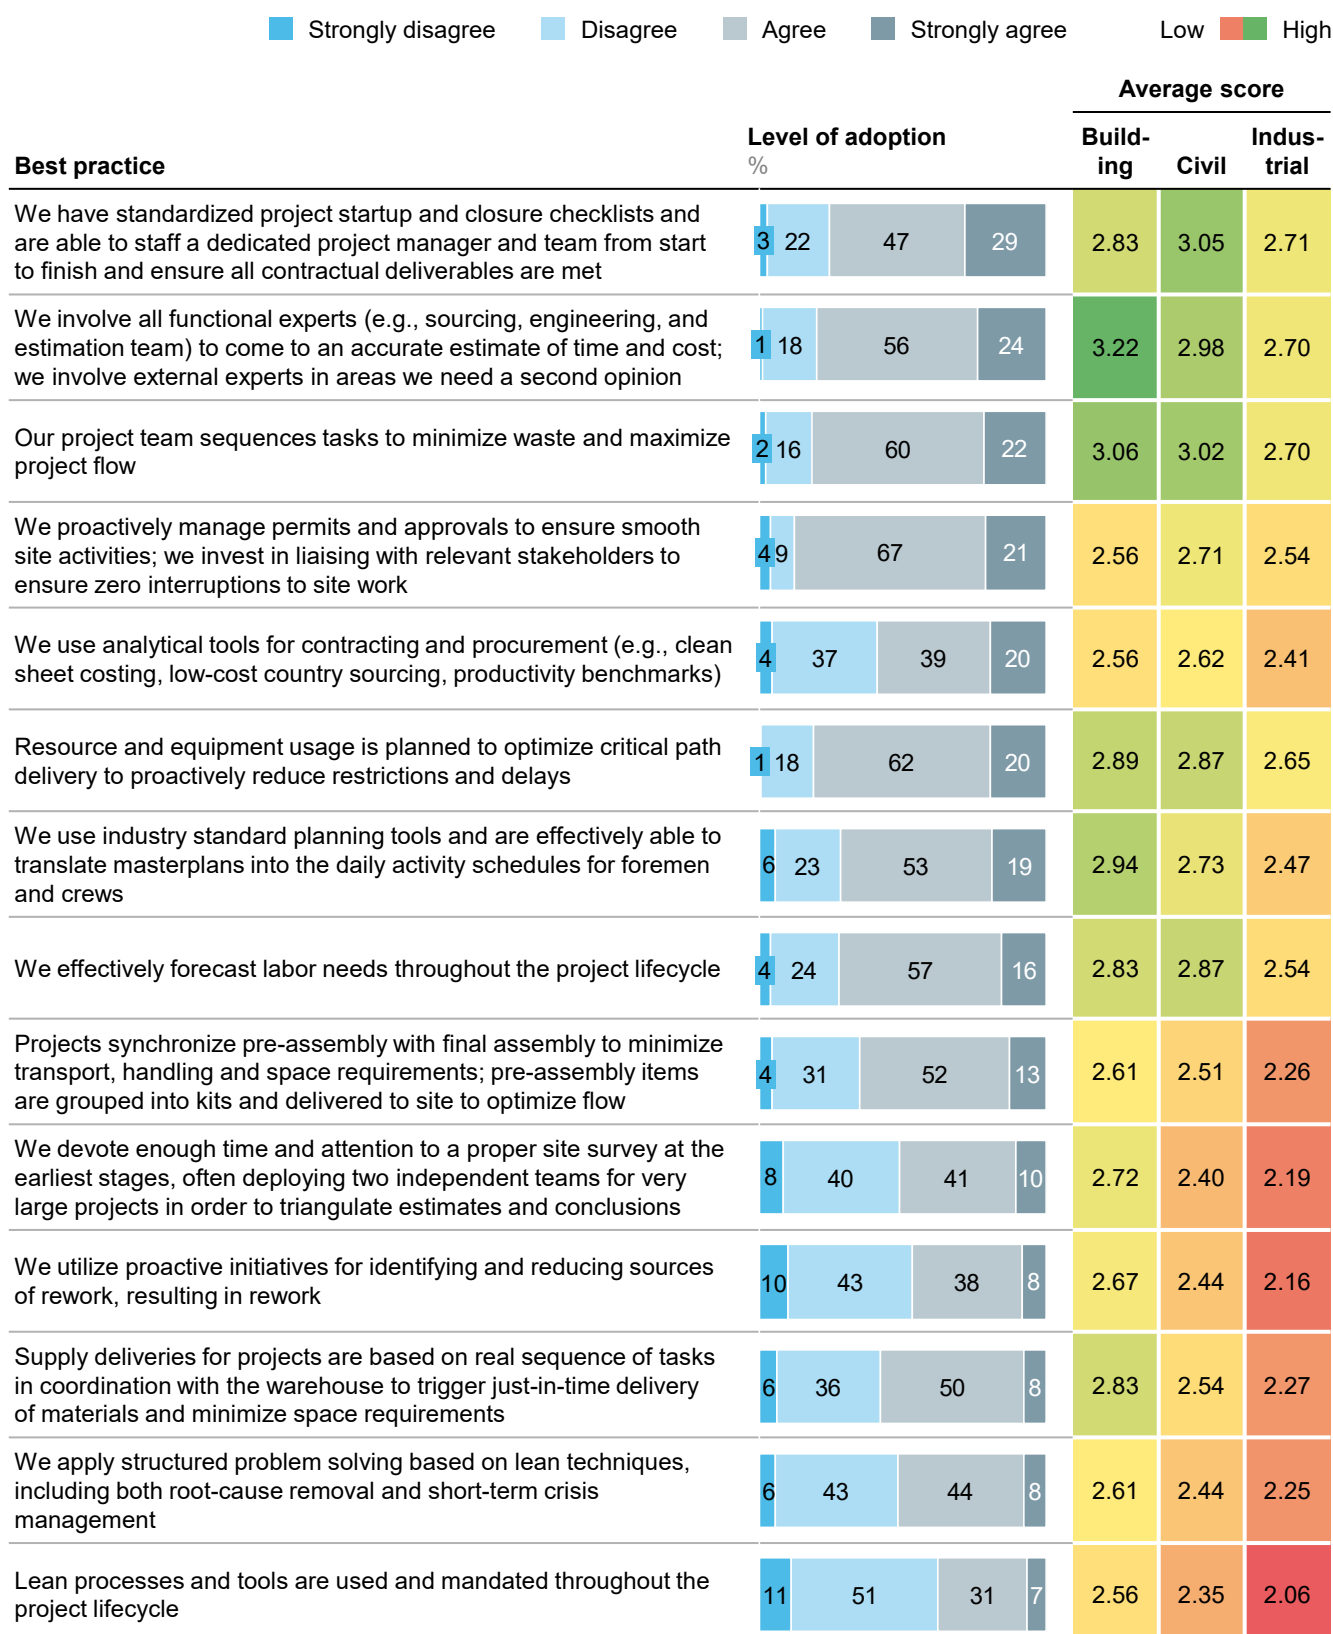 Strongly disagree Disagree Agree Strongly agree Low High
Average score
Level of adoption Build- Indus-
Best practice % ing Civil trial
We have standardized project startup and closure checklists and
are able to staff a dedicated project manager and team from start 3 22 47 29 2.83 3.05 2.71
to finish and ensure all contractual deliverables are met
We involve all functional experts (e.g., sourcing, engineering, and
estimation team) to come to an accurate estimate of time and cost; 1 18 56 24 3.22 2.98 2.70
we involve external experts in areas we need a second opinion
Our project team sequences tasks to minimize waste and maximize 2 16 60 22 3.06 3.02 2.70
project flow
We proactively manage permits and approvals to ensure smooth
site activities; we invest in liaising with relevant stakeholders to 4 9 67 21 2.56 2.71 2.54
ensure zero interruptions to site work
We use analytical tools for contracting and procurement (e.g., clean 4 37 39 20 2.56 2.62 2.41
sheet costing, low-cost country sourcing, productivity benchmarks)
Resource and equipment usage is planned to optimize critical path 1 18 62 20 2.89 2.87 2.65
delivery to proactively reduce restrictions and delays
We use industry standard planning tools and are effectively able to
translate masterplans into the daily activity schedules for foremen 6 23 53 19 2.94 2.73 2.47
and crews
We effectively forecast labor needs throughout the project lifecycle 4 24 57 16 2.83 2.87 2.54
Projects synchronize pre-assembly with final assembly to minimize
transport, handling and space requirements; pre-assembly items 4 31 52 13 2.61 2.51 2.26
are grouped into kits and delivered to site to optimize flow
We devote enough time and attention to a proper site survey at the
earliest stages, often deploying two independent teams for very 8 40 41 10 2.72 2.40 2.19
large projects in order to triangulate estimates and conclusions
We utilize proactive initiatives for identifying and reducing sources 10 43 38 8 2.67 2.44 2.16
of rework, resulting in rework
Supply deliveries for projects are based on real sequence of tasks
in coordination with the warehouse to trigger just-in-time delivery 6 36 50 8 2.83 2.54 2.27
of materials and minimize space requirements
We apply structured problem solving based on lean techniques,
including both root-cause removal and short-term crisis 6 43 44 8 2.61 2.44 2.25
management
Lean processes and tools are used and mandated throughout the 11 51 31 7 2.56 2.35 2.06
project lifecycle